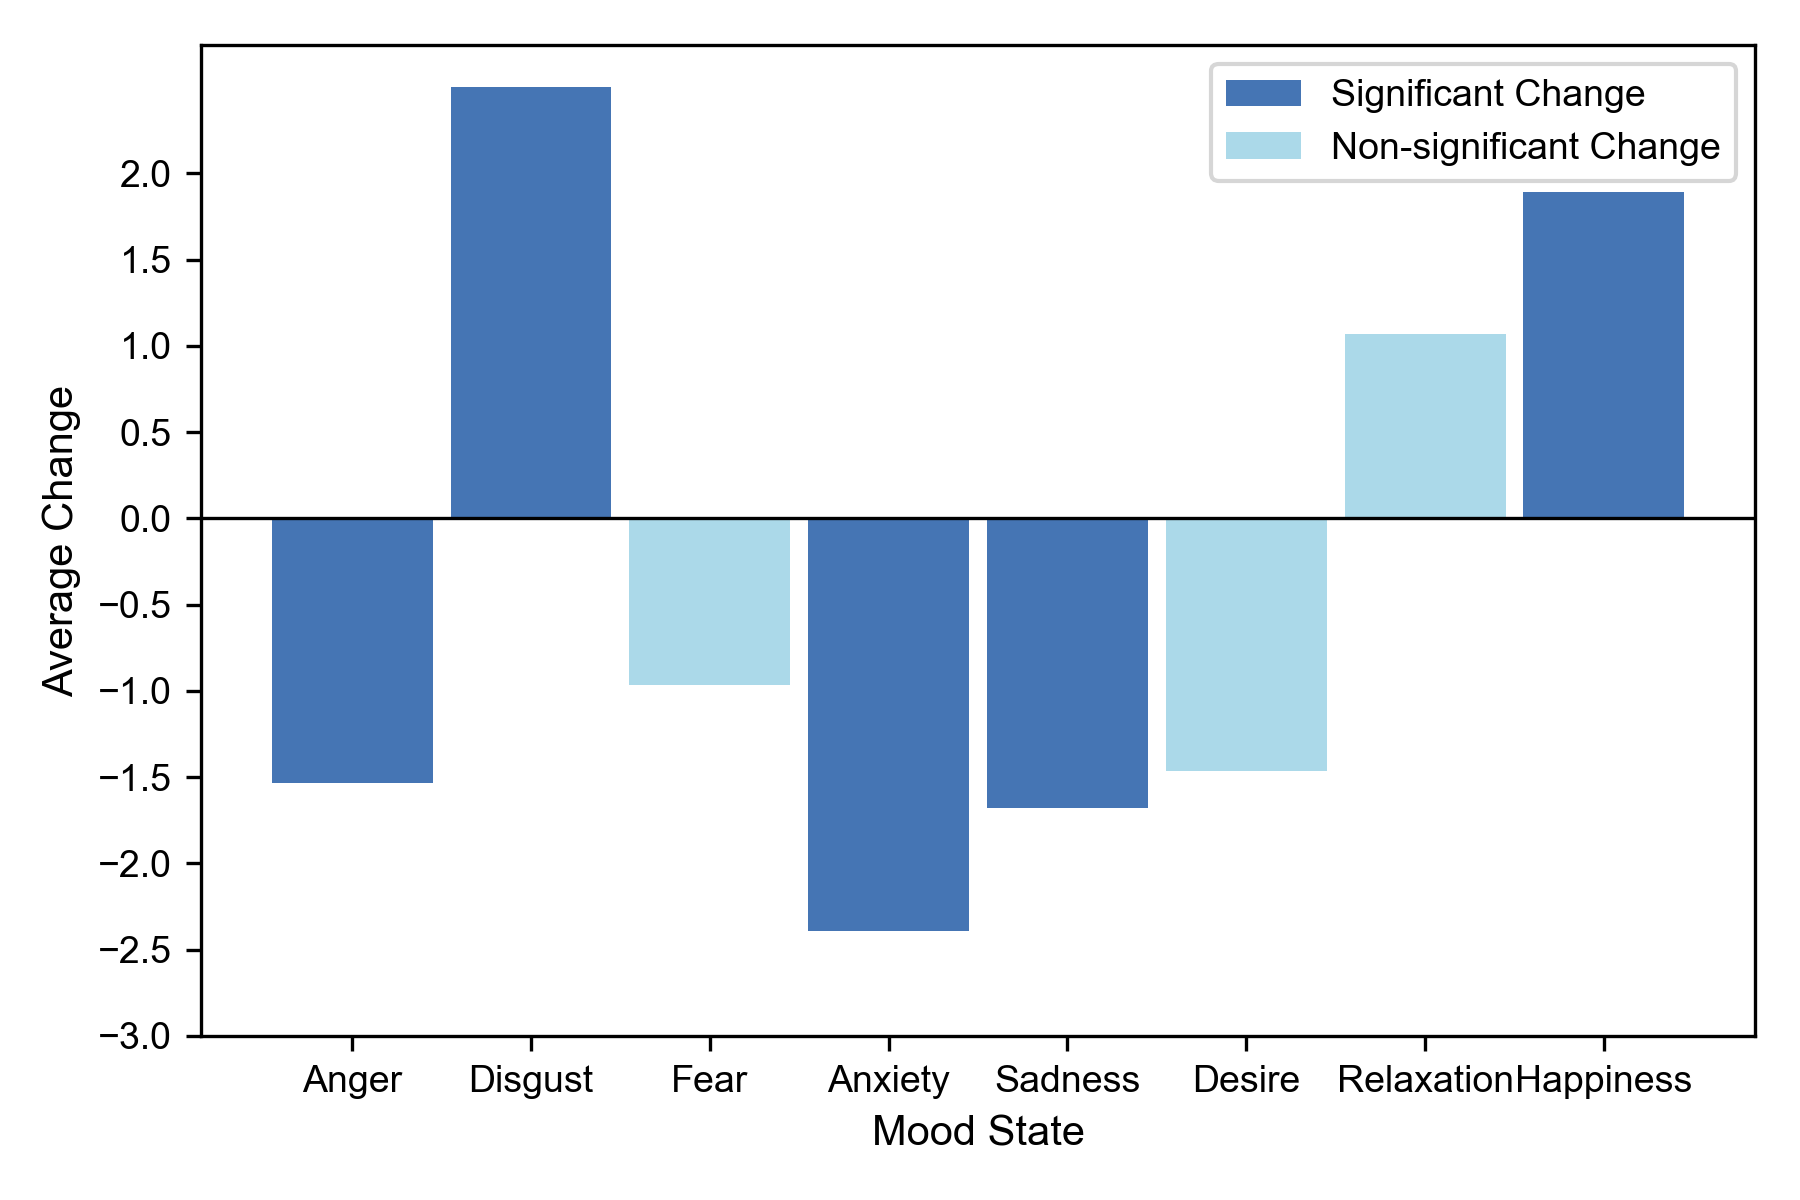 Significant Change
Non-significant Change
2.0
1.5
1.0
0.5
0.0
−0.5
−1.0
−1.5
−2.0
−2.5
−3.0
Average Change
Anger Disgust Fear Anxiety Sadness Desire Relaxation Happiness
Mood State